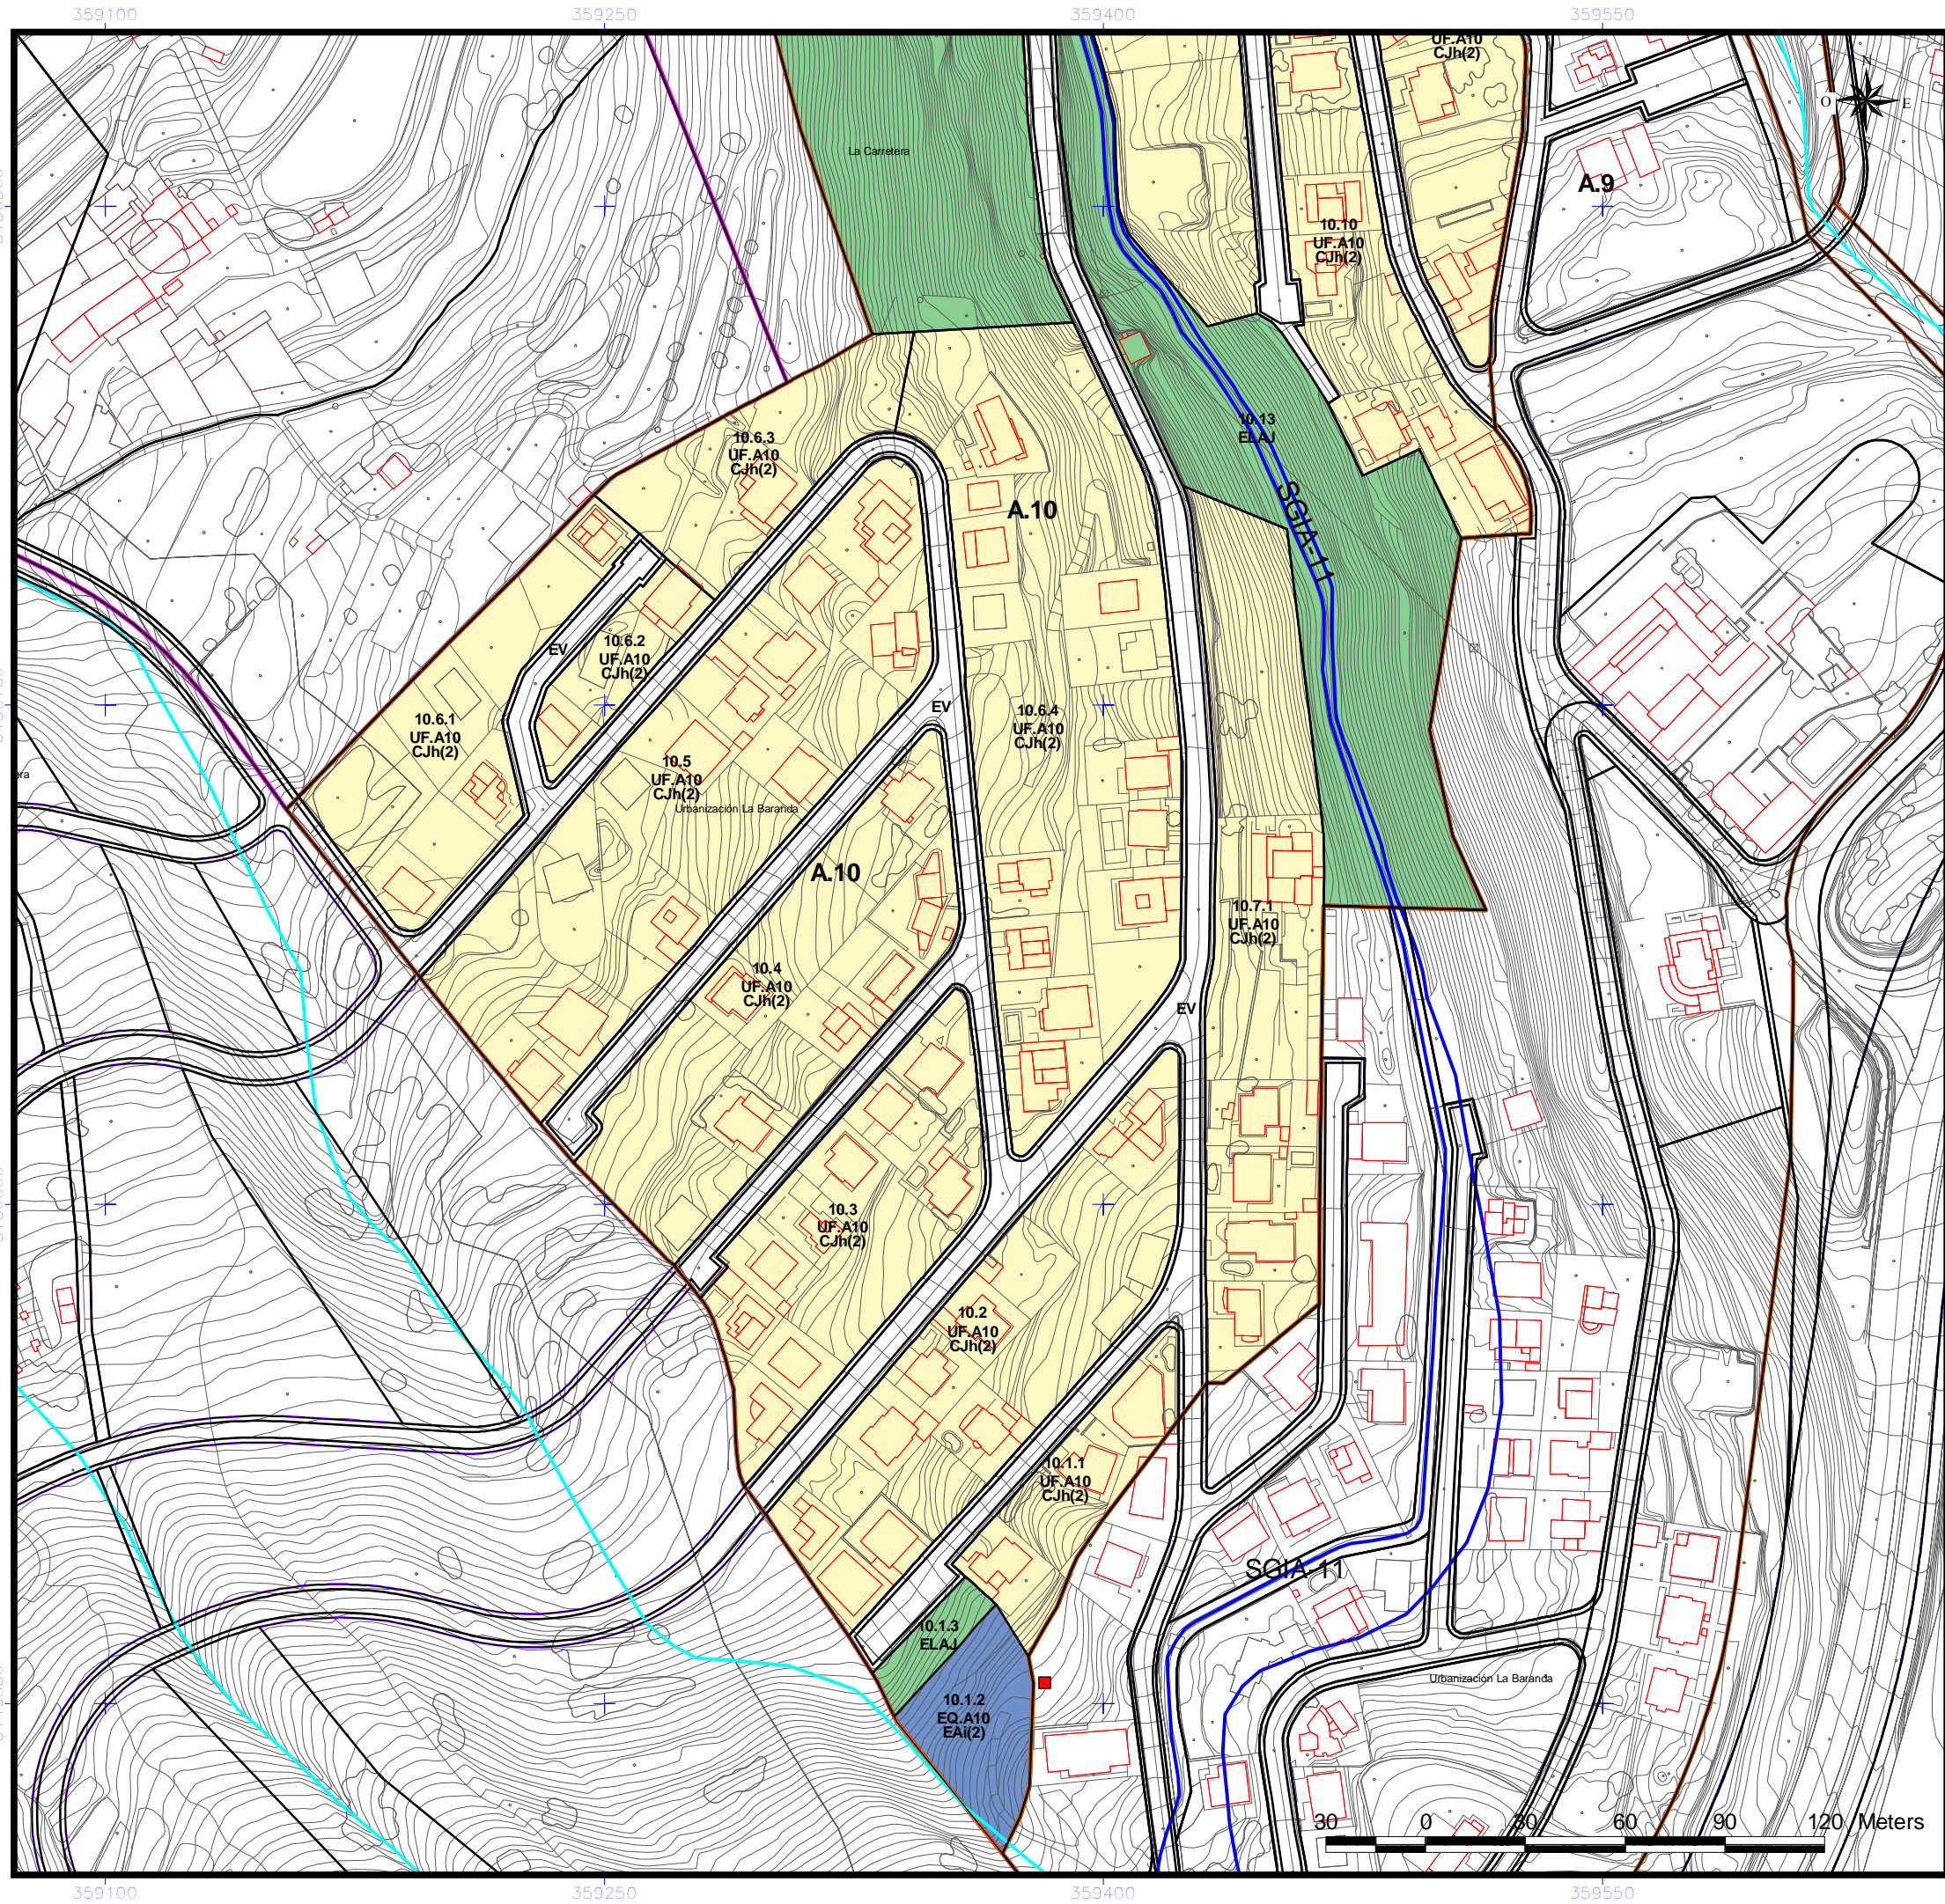 359100
359250
359400
359550
UF.A10
CJh(2)
N
O
E
La Carretera
A.9
10.10
UF.A10
CJh(2)
10.13
ELAJ
10.6.3
UF.A10
CJh(2)
A.10
SGIA-11
10.6.2
UF.A10
CJh(2)
EV
10.6.1
UF.A10
CJh(2)
EV
10.6.4
UF.A10
CJh(2)
10.5
UF.A10
CJh(2)
Urbanización La Baranda
A.10
10.7.1
UF.A10
CJh(2)
10.4
UF.A10
CJh(2)
EV
10.3
UF.A10
CJh(2)
10.2
UF.A10
CJh(2)
10.1.1
UF.A10
CJh(2)
SGIA-11
10.1.3
ELAJ
Urbanización La Baranda
10.1.2
EQ.A10
EAi(2)
30 0 30 60 90 120 Meters
359100
359250
359400
359550